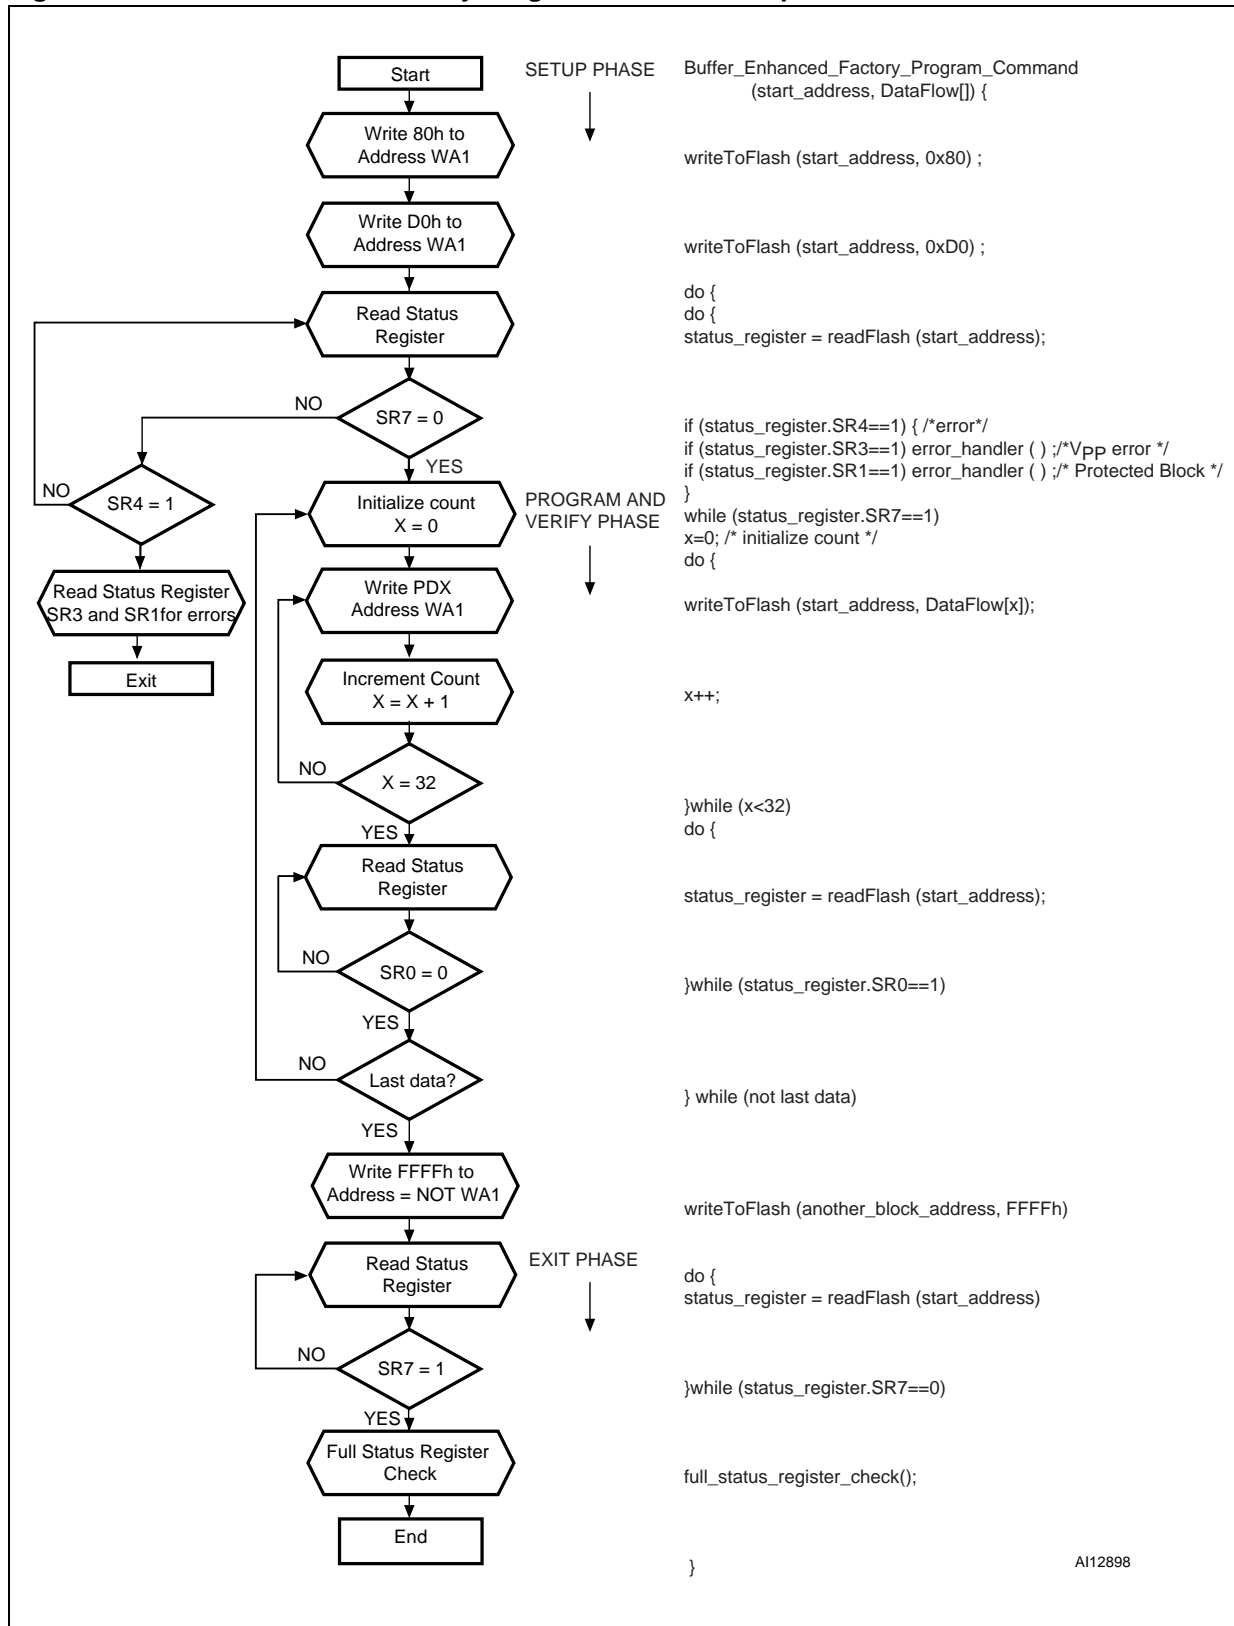 Start
SETUP PHASE
Buffer_Enhanced_Factory_Program_Command
(start_address, DataFlow[]) {
Write 80h to
Address WA1
writeToFlash (start_address, 0x80) ;
Write D0h to
Address WA1
writeToFlash (start_address, 0xD0) ;
do {
do {
Read Status
Register
status_register = readFlash (start_address);
NO
SR7 = 0
YES
if (status_register.SR4==1) { /*error*/
if (status_register.SR3==1) error_handler ( ) ;/*VPP error */
if (status_register.SR1==1) error_handler ( ) ;/* Protected Block */
}
NO
SR4 = 1
Initialize count
X = 0
PROGRAM AND
VERIFY PHASE
while (status_register.SR7==1)
x=0; /* initialize count */
do {
Read Status Register
SR3 and SR1for errors
Exit
Write PDX
Address WA1
writeToFlash (start_address, DataFlow[x]);
Increment Count
X = X + 1
x++;
NO
X = 32
YES
}while (x<32)
do {
Read Status
Register
status_register = readFlash (start_address);
NO
SR0 = 0
YES
}while (status_register.SR0==1)
NO
Last data?
YES
} while (not last data)
Write FFFFh to
Address = NOT WA1
writeToFlash (another_block_address, FFFFh)
Read Status
Register
EXIT PHASE
do {
status_register = readFlash (start_address)
NO
SR7 = 1
YES
}while (status_register.SR7==0)
Full Status Register
Check
full_status_register_check();
End
}
AI12898